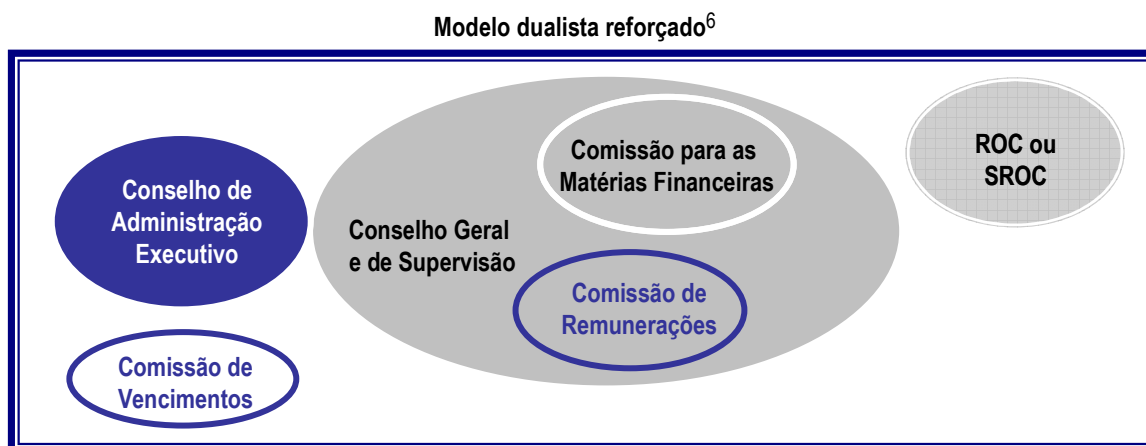 Modelo dualista reforçado6
Conselho de
Administração
Executivo
Comissão de
Vencimentos
Conselho Geral
e de Supervisão
Comissão para as
Matérias Financeiras
Comissão de
Remunerações
ROC ou
SROC